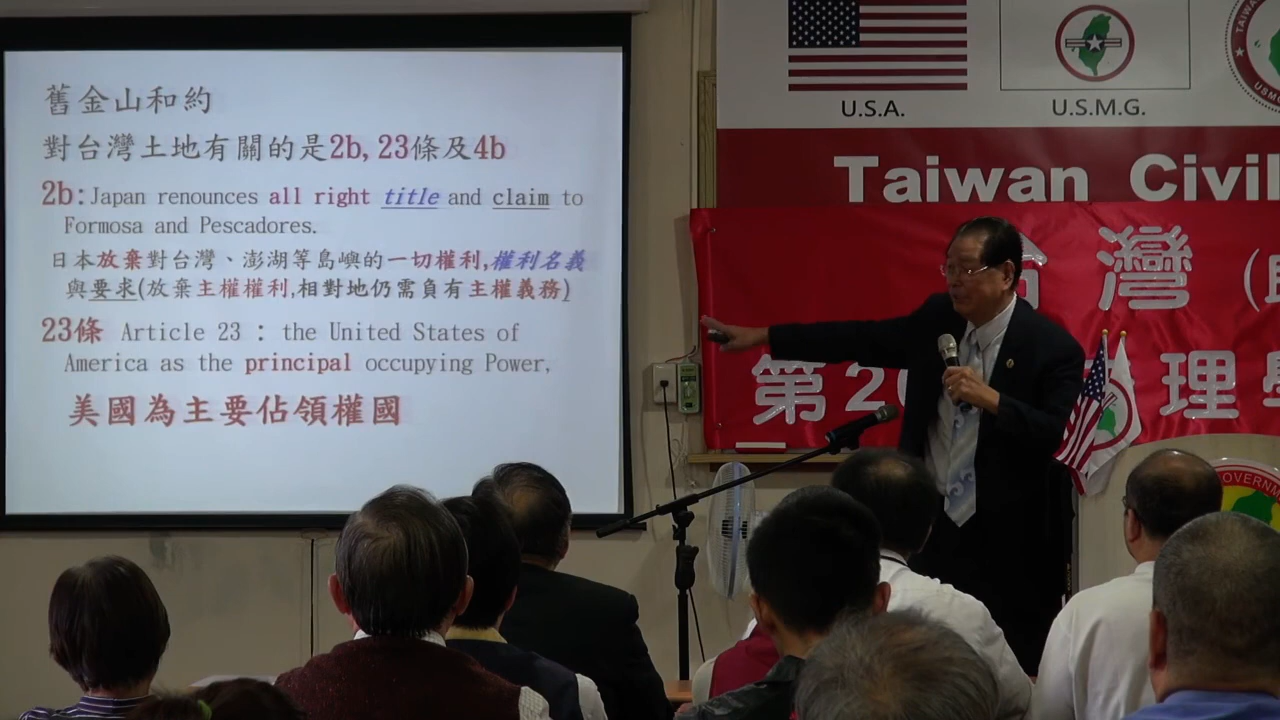 舊金山和約
對台灣土地有關的是2b, 23條及4b
2b:Japan renounces all right title and claim to
Formosa and Pescadores.
日本放棄對台灣、澎湖等島嶼的一切權利,權利名義
與要求(放棄主權權利,相對地仍需負有主權義務)
23條 Article 23 : the United States of
America as the principal occupying Power,
美國為主要佔領權國
U.S.A.
U.S.M.G.
Taiwan Civil
台灣
第20
理